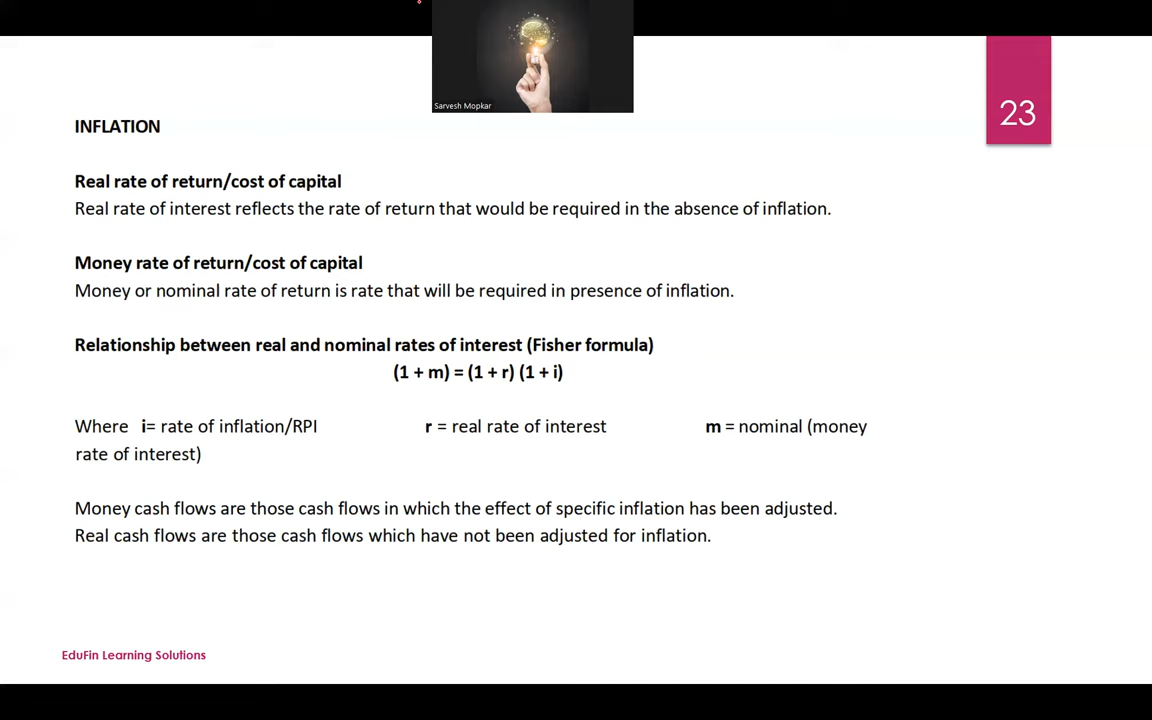 Sarvesh Mopkar
23
INFLATION
Real rate of return/cost of capital
Real rate of interest reflects the rate of return that would be required in the absence of inflation.
Money rate of return/cost of capital
Money or nominal rate of return is rate that will be required in presence of inflation.
Relationship between real and nominal rates of interest (Fisher formula)
(1 + m) = (1 + r) (1 + i)
Where i= rate of inflation/RPI r = real rate of interest m = nominal (money
rate of interest)
Money cash flows are those cash flows in which the effect of specific inflation has been adjusted.
Real cash flows are those cash flows which have not been adjusted for inflation.
EduFin Learning Solutions